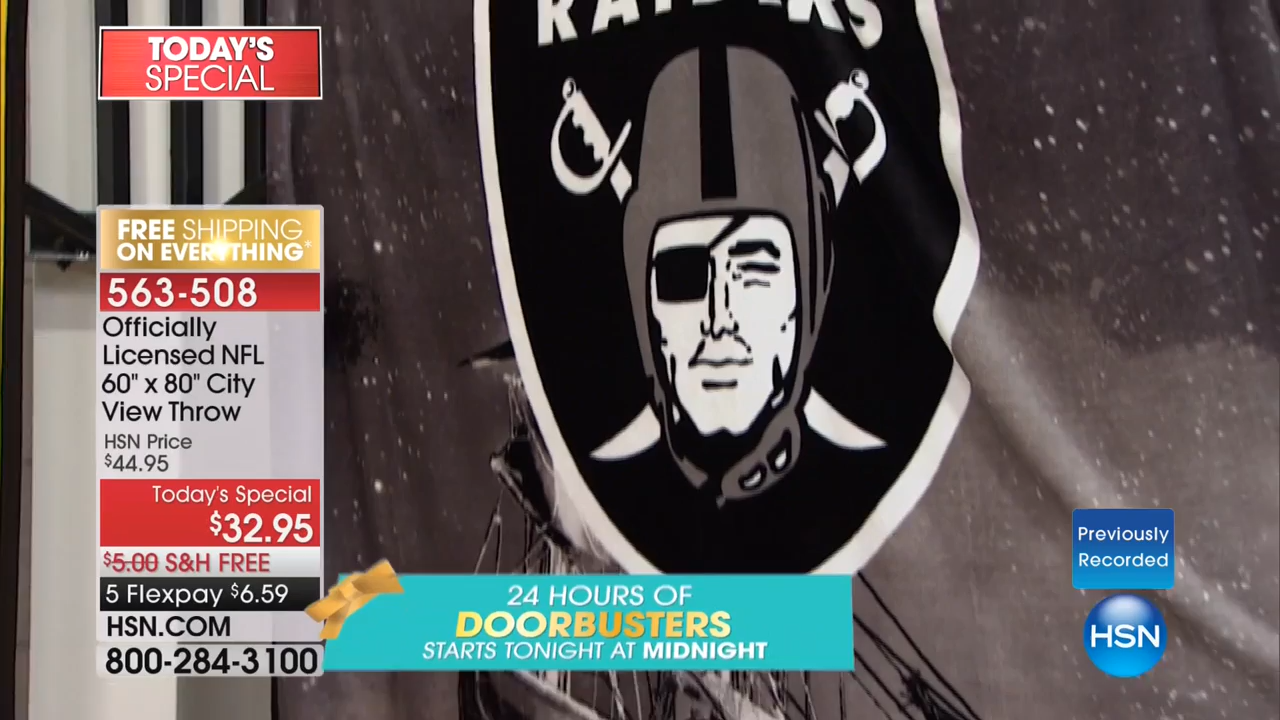 RAIDERS
TODAY'S
SPECIAL
FREE SHIPPING
ON EVERYTHING*
563-508
Officially
Licensed NFL
60" x 80" City
View Throw
HSN Price
$44.95
Today's Special
$32.95
$5.00 S&H FREE
5 Flexpay $6.59
HSN.COM
800-284-3100
24 HOURS OF
DOORBUSTERS
STARTS TONIGHT AT MIDNIGHT
Previously
Recorded
HSN